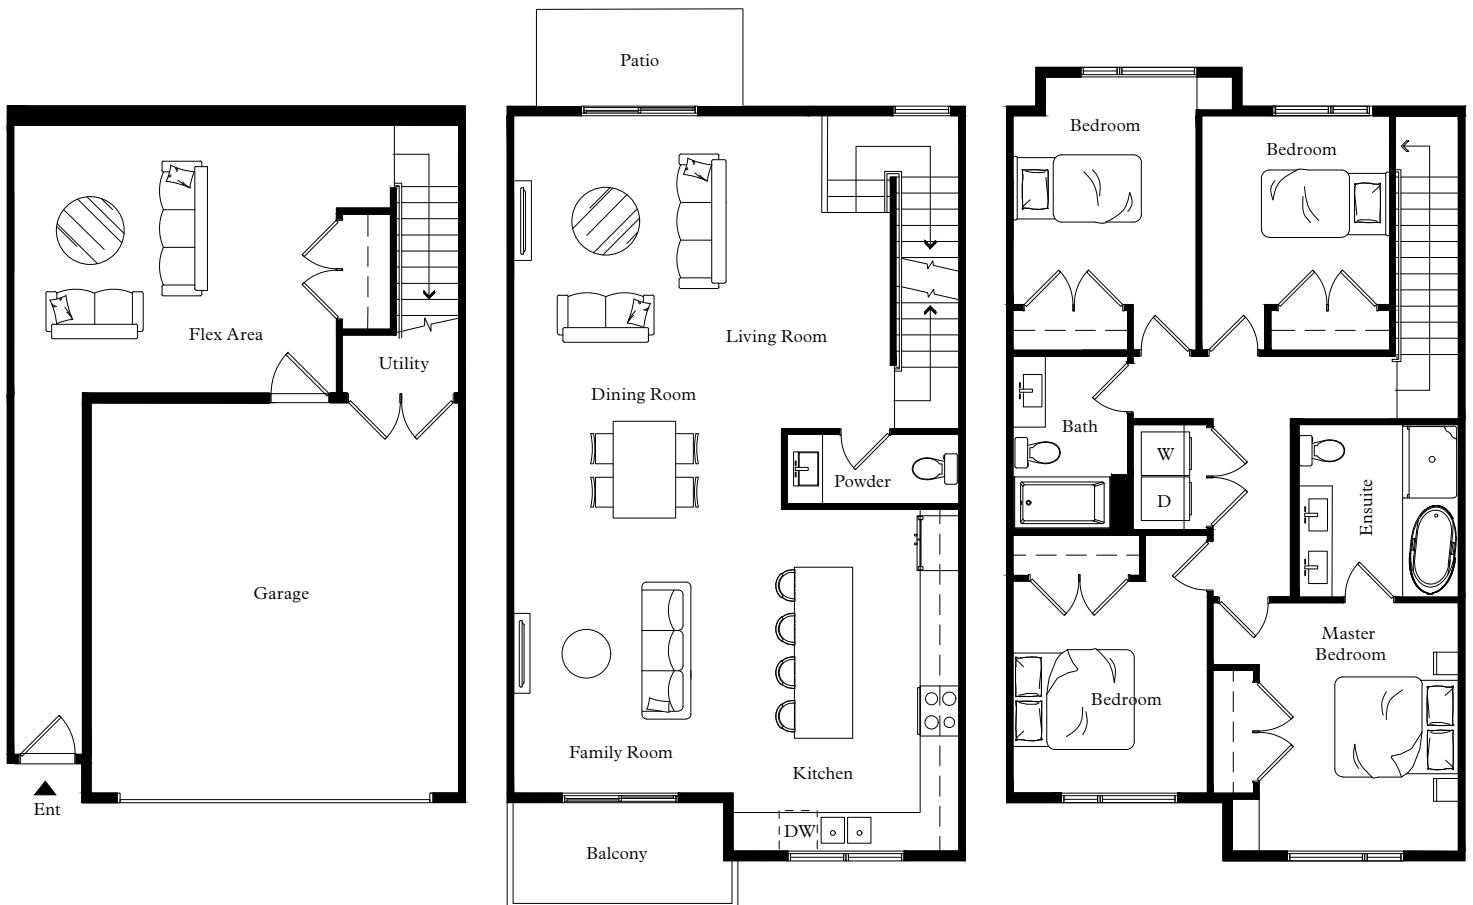 Flex Area
Utility
Garage
Ent
Patio
Living Room
Dining Room
Powder
Family Room
Kitchen
DW
Balcony
Bedroom
Bedroom
Bath
W
D
Ensuite
Master
Bedroom
Bedroom